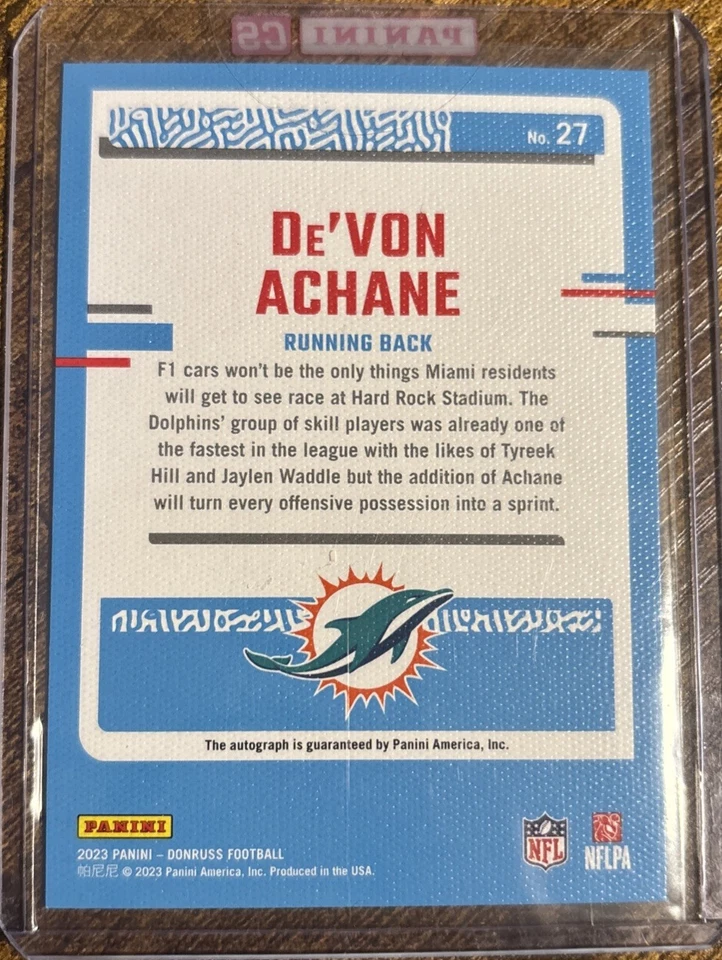 PANINI CS
No. 27
DE'VON
ACHANE
RUNNING BACK
F1 cars won't be the only things Miami residents
will get to see race at Hard Rock Stadium. The
Dolphins' group of skill players was already one of
the fastest in the league with the likes of Tyreek
Hill and Jaylen Waddle but the addition of Achane
will turn every offensive possession into a sprint.
The autograph is guaranteed by Panini America, Inc.
PANINI
NFL
NFLPA
2023 PANINI – DONRUSS FOOTBALL
帕尼尼 © 2023 Panini America, Inc. Produced in the USA.